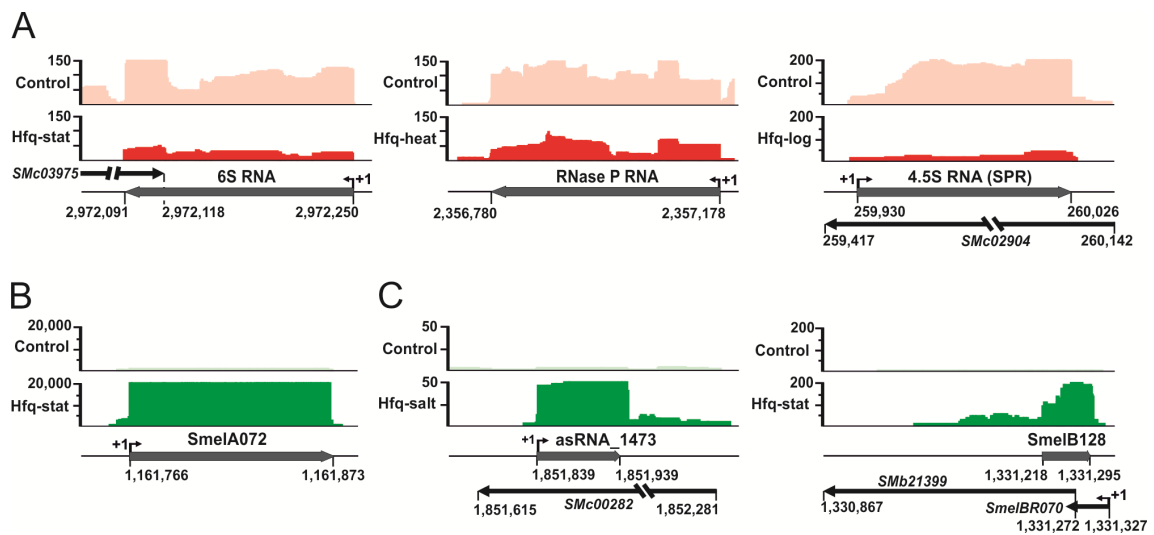 A
150
Control
150
Hfq-stat
SMc03975
6S RNA
+1
2,972,091
2,972,118
2,972,250
150
Control
150
Hfq-heat
RNase P RNA
+1
2,356,780
2,357,178
200
Control
200
Hfq-log
+1
4.5S RNA (SPR)
259,930
260,026
259,417
SMc02904
260,142
B
20,000
Control
20,000
Hfq-stat
+1
SmelA072
1,161,766
1,161,873
C
50
Control
50
Hfq-salt
+1
asRNA_1473
1,851,839
1,851,939
1,851,615
SMc00282
1,852,281
200
Control
200
Hfq-stat
SmelB128
1,331,218
1,331,295
SMb21399
+1
1,330,867
SmelBR070
1,331,272
1,331,327